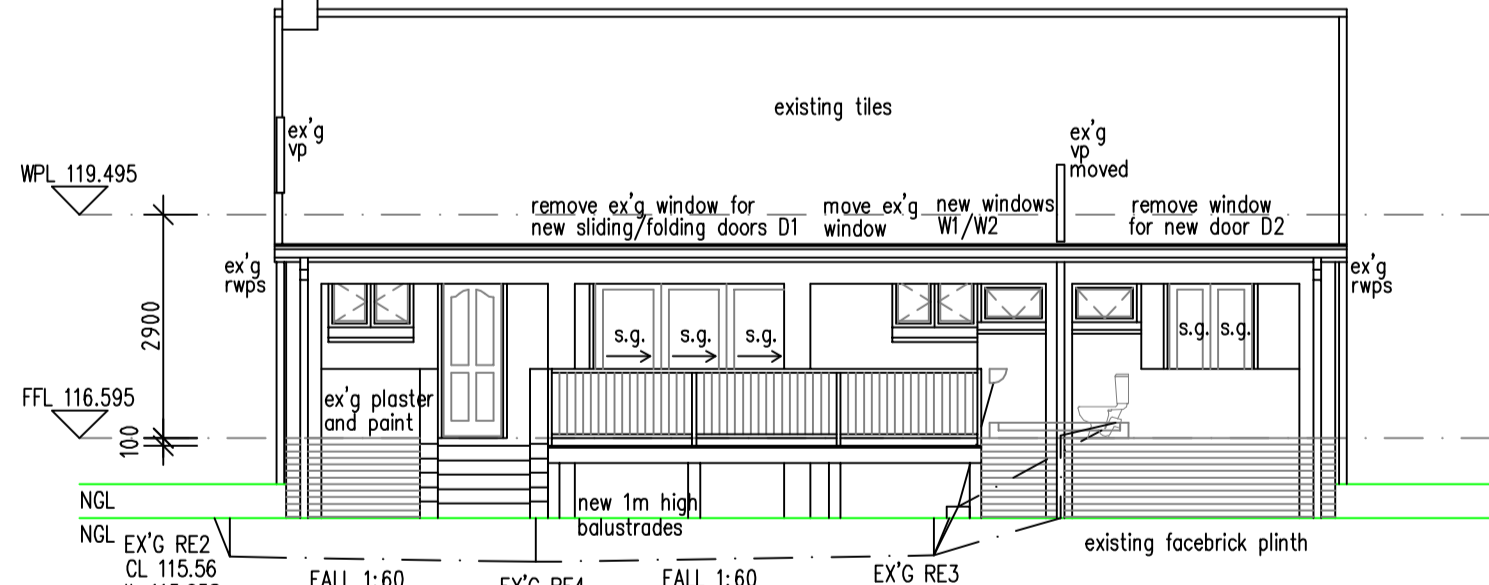 existing tiles
ex'g
vp
ex'g
vp
moved
WPL 119.495
remove ex'g window for
new sliding/folding doors D1
move ex'g
window
new windows
W1/W2
remove window
for new door D2
ex'g
rwps
ex'g
rwps
2900
s.g.
s.g.
s.g.
s.g.
s.g.
FFL 116.595
ex'g plaster
and paint
100
NGL
new 1m high
balustrades
NGL
EX'G RE2
CL 115.56
existing facebrick plinth
FALL 1:60
EX'G RE4
FALL 1:60
EX'G RE3